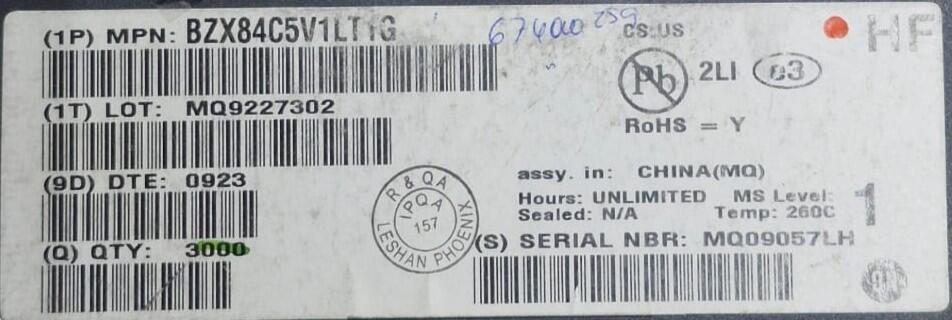 (1P) MPN: BZX84C5V1LT1G
67400 259
CS:US
HF
Pb 2LI e3
(1T) LOT: MQ9227302
RoHS = Y
(9D) DTE: 0923
assy. in: CHINA(MQ)
Hours: UNLIMITED MS Level: 1
Sealed: N/A Temp: 260C
R & QA
IPQA
157
LESHAN PHOENIX
(Q) QTY: 3000
(S) SERIAL NBR: MQ09057LH